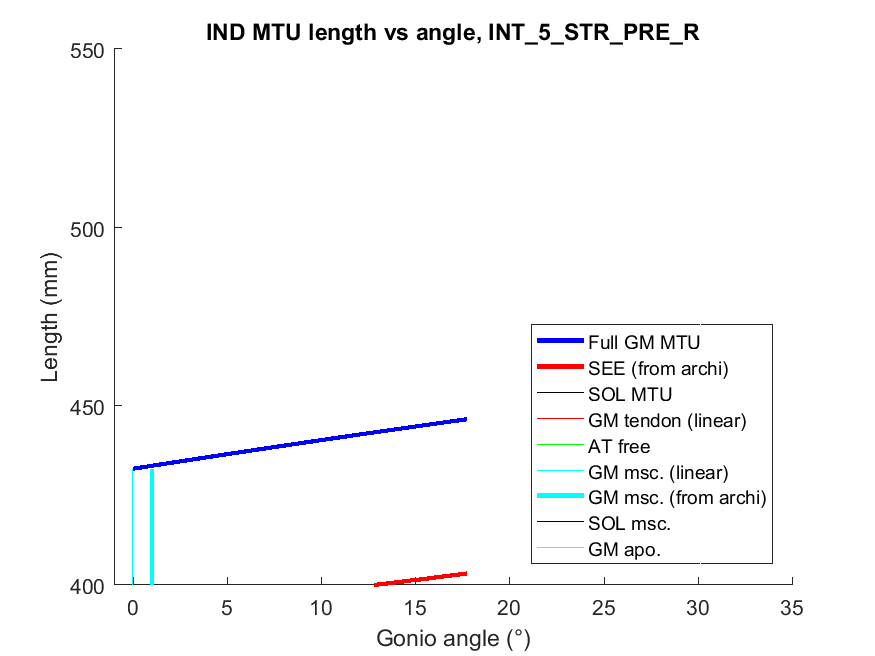 IND MTU length vs angle, INT_5_STR_PRE_R
550
500
450
400
Length (mm)
0 5 10 15 20 25 30 35
Gonio angle (°)
Full GM MTU
SEE (from archi)
SOL MTU
GM tendon (linear)
AT free
GM msc. (linear)
GM msc. (from archi)
SOL msc.
GM apo.